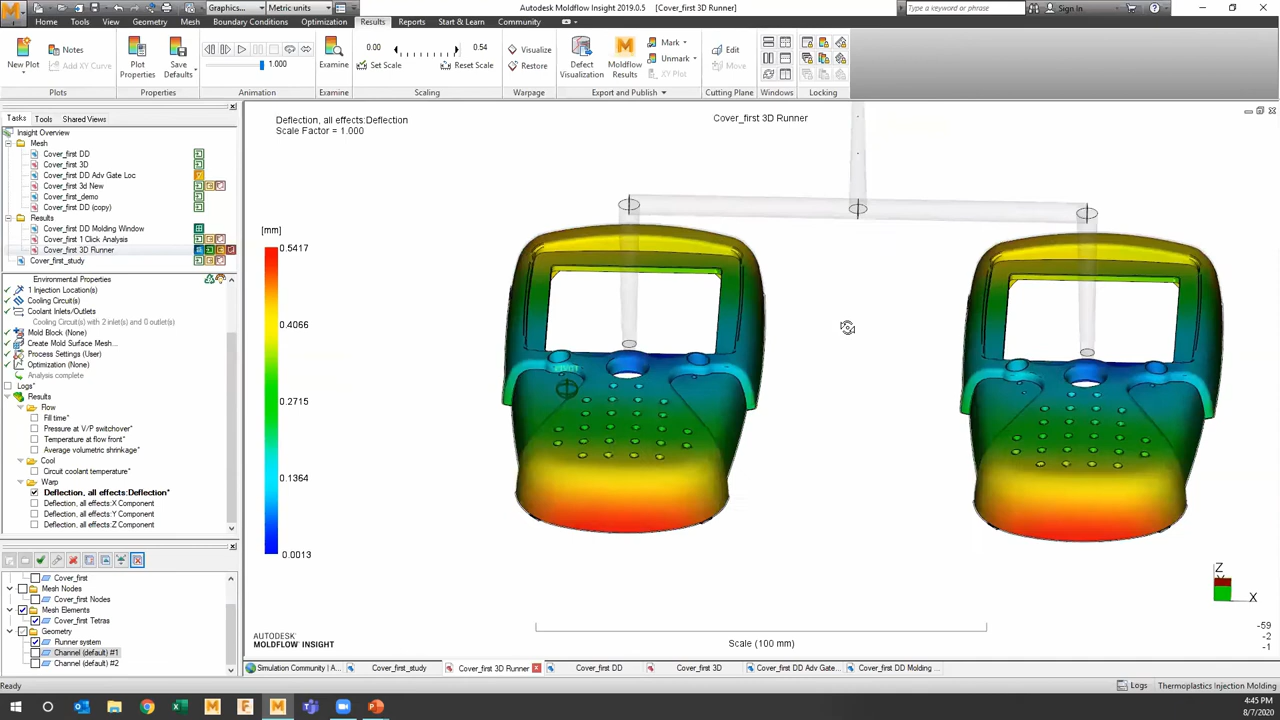 Graphics... Metric units Autodesk Moldflow Insight 2019.0.5 [Cover_first 3D Runner] Type a keyword or phrase Sign In
Home Tools View Geometry Mesh Boundary Conditions Optimization Results Reports Start & Learn Community
New Plot Notes Add XY Curve Plot Properties Save Defaults 1.000 Examine 0.00 0.54 Set Scale Reset Scale Visualize Restore Defect Visualization Moldflow Results Mark Unmark XY Plot Edit Move
Plots Properties Animation Examine Scaling Warpage Export and Publish Cutting Plane Windows Locking
Tasks Tools Shared Views
Insight Overview
Mesh
Cover_first DD
Cover_first 3D
Cover_first DD Adv Gate Loc
Cover_first 3d New
Cover_first_demo
Cover_first DD (copy)
Results
Cover_first DD Molding Window
Cover_first 1 Click Analysis
Cover_first 3D Runner
Cover_first_study
Environmental Properties
1 Injection Location(s)
Cooling Circuit(s)
Coolant Inlets/Outlets
Cooling Circuit(s) with 2 inlet(s) and 0 outlet(s)
Mold Block (None)
Create Mold Surface Mesh...
Process Settings (User)
Optimization (None)
Analysis complete
Logs*
Results
Flow
Fill time*
Pressure at V/P switchover*
Temperature at flow front*
Average volumetric shrinkage*
Cool
Circuit coolant temperature*
Warp
Deflection, all effects:Deflection*
Deflection, all effects:X Component
Deflection, all effects:Y Component
Deflection, all effects:Z Component
Cover_first
Mesh Nodes
Cover_first Nodes
Mesh Elements
Cover_first Tetras
Geometry
Runner system
Channel (default) #1
Channel (default) #2
Deflection, all effects:Deflection
Scale Factor = 1.000
Cover_first 3D Runner
[mm]
0.5417
0.4066
0.2715
0.1364
0.0013
PIVOT
Z
Y
X
AUTODESK
MOLDFLOW INSIGHT
Scale (100 mm)
-59
-2
-1
Simulation Community | A... Cover_first_study Cover_first 3D Runner Cover_first DD Cover_first 3D Cover_first DD Adv Gate... Cover_first DD Molding ...
Ready Logs Thermoplastics Injection Molding
4:45 PM
8/7/2020